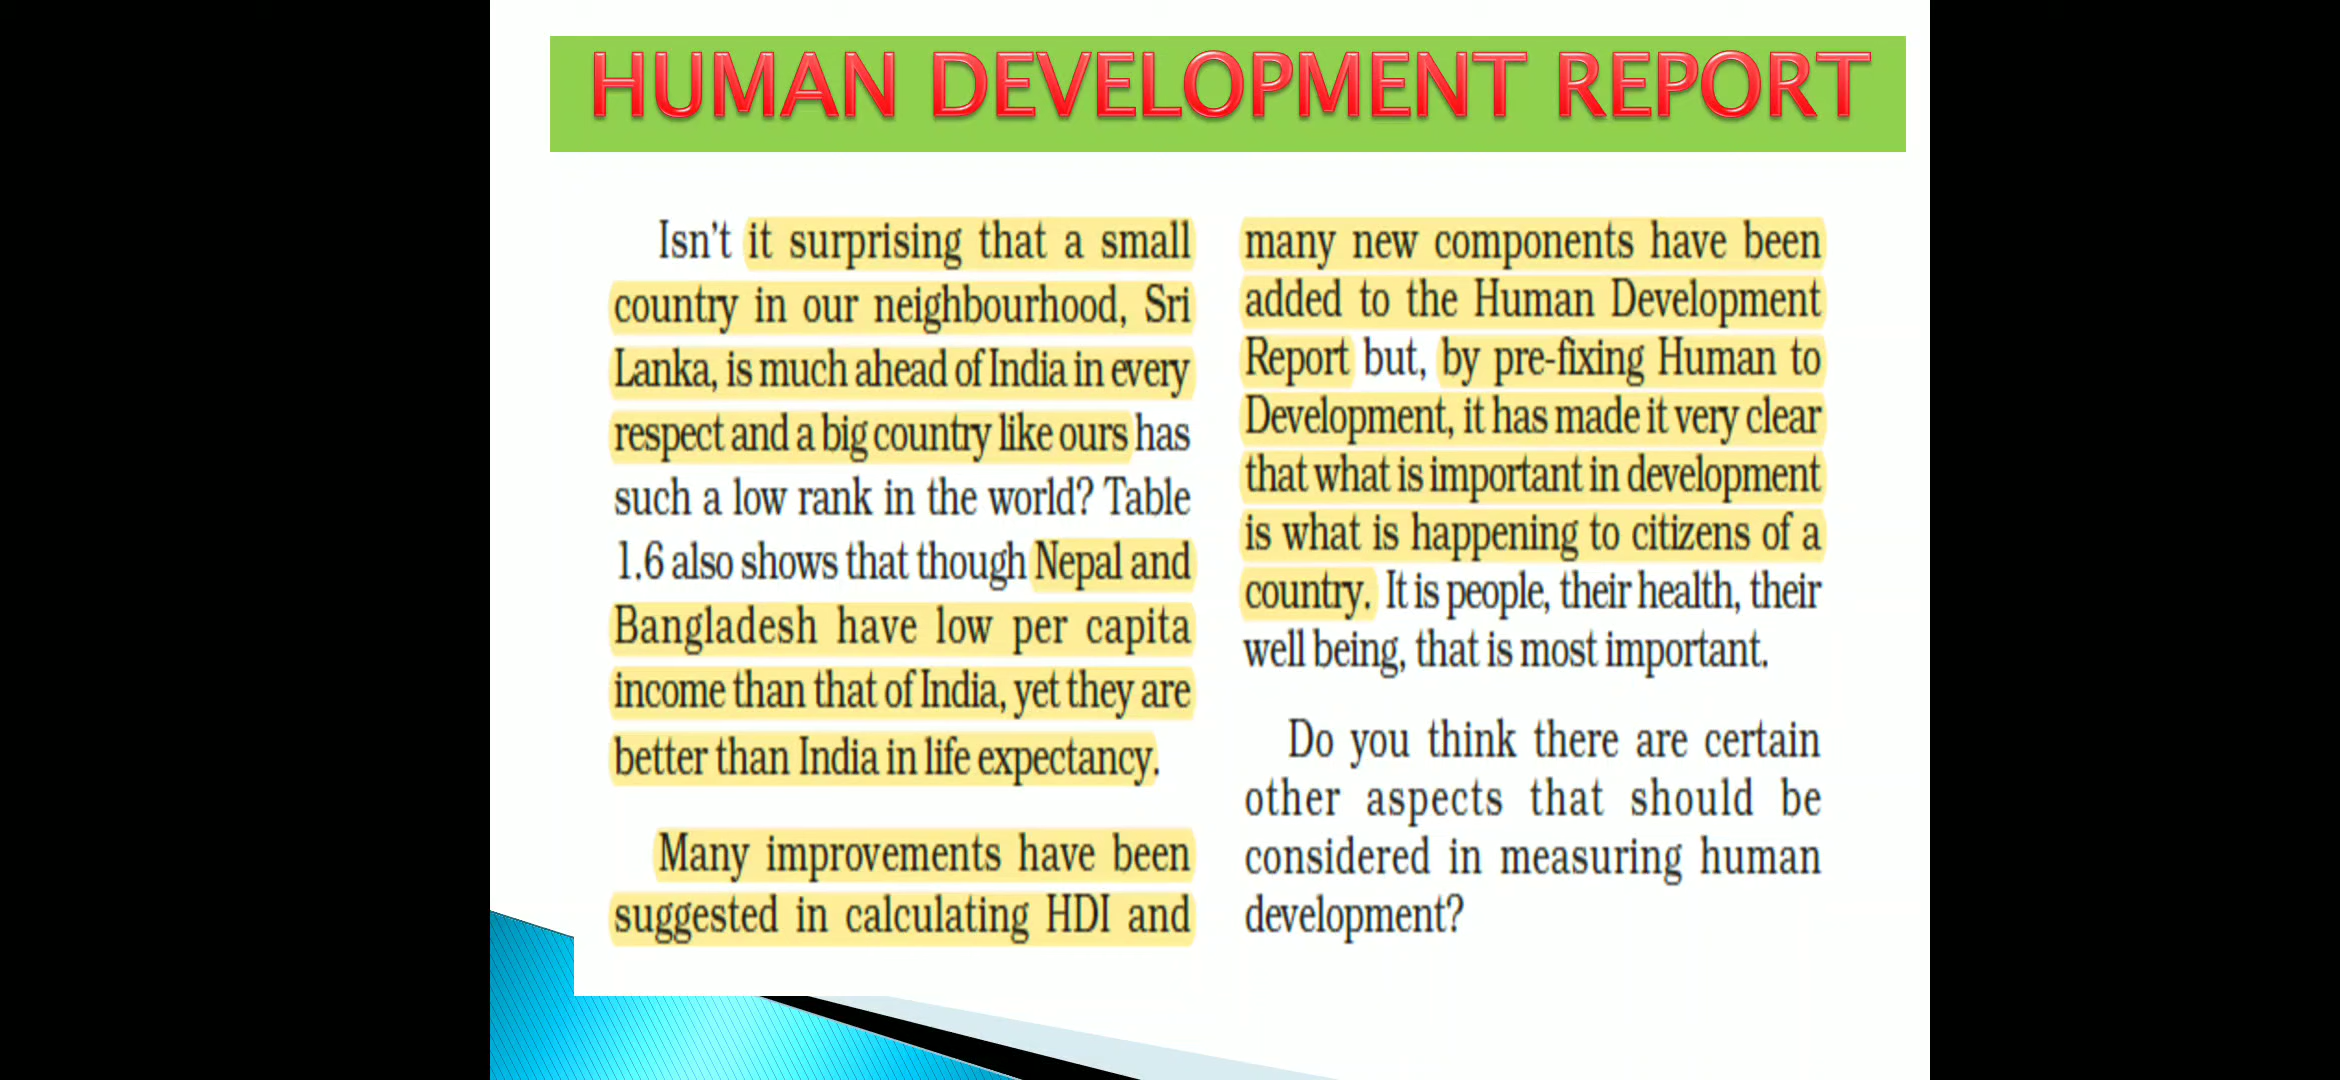 HUMAN DEVELOPMENT REPORT
Isn't it surprising that a small
country in our neighbourhood, Sri
Lanka, is much ahead of India in every
respect and a big country like ours has
such a low rank in the world? Table
1.6 also shows that though Nepal and
Bangladesh have low per capita
income than that of India, yet they are
better than India in life expectancy.
Many improvements have been
suggested in calculating HDI and
many new components have been
added to the Human Development
Report but, by pre-fixing Human to
Development, it has made it very clear
that what is important in development
is what is happening to citizens of a
country. It is people, their health, their
well being, that is most important.
Do you think there are certain
other aspects that should be
considered in measuring human
development?